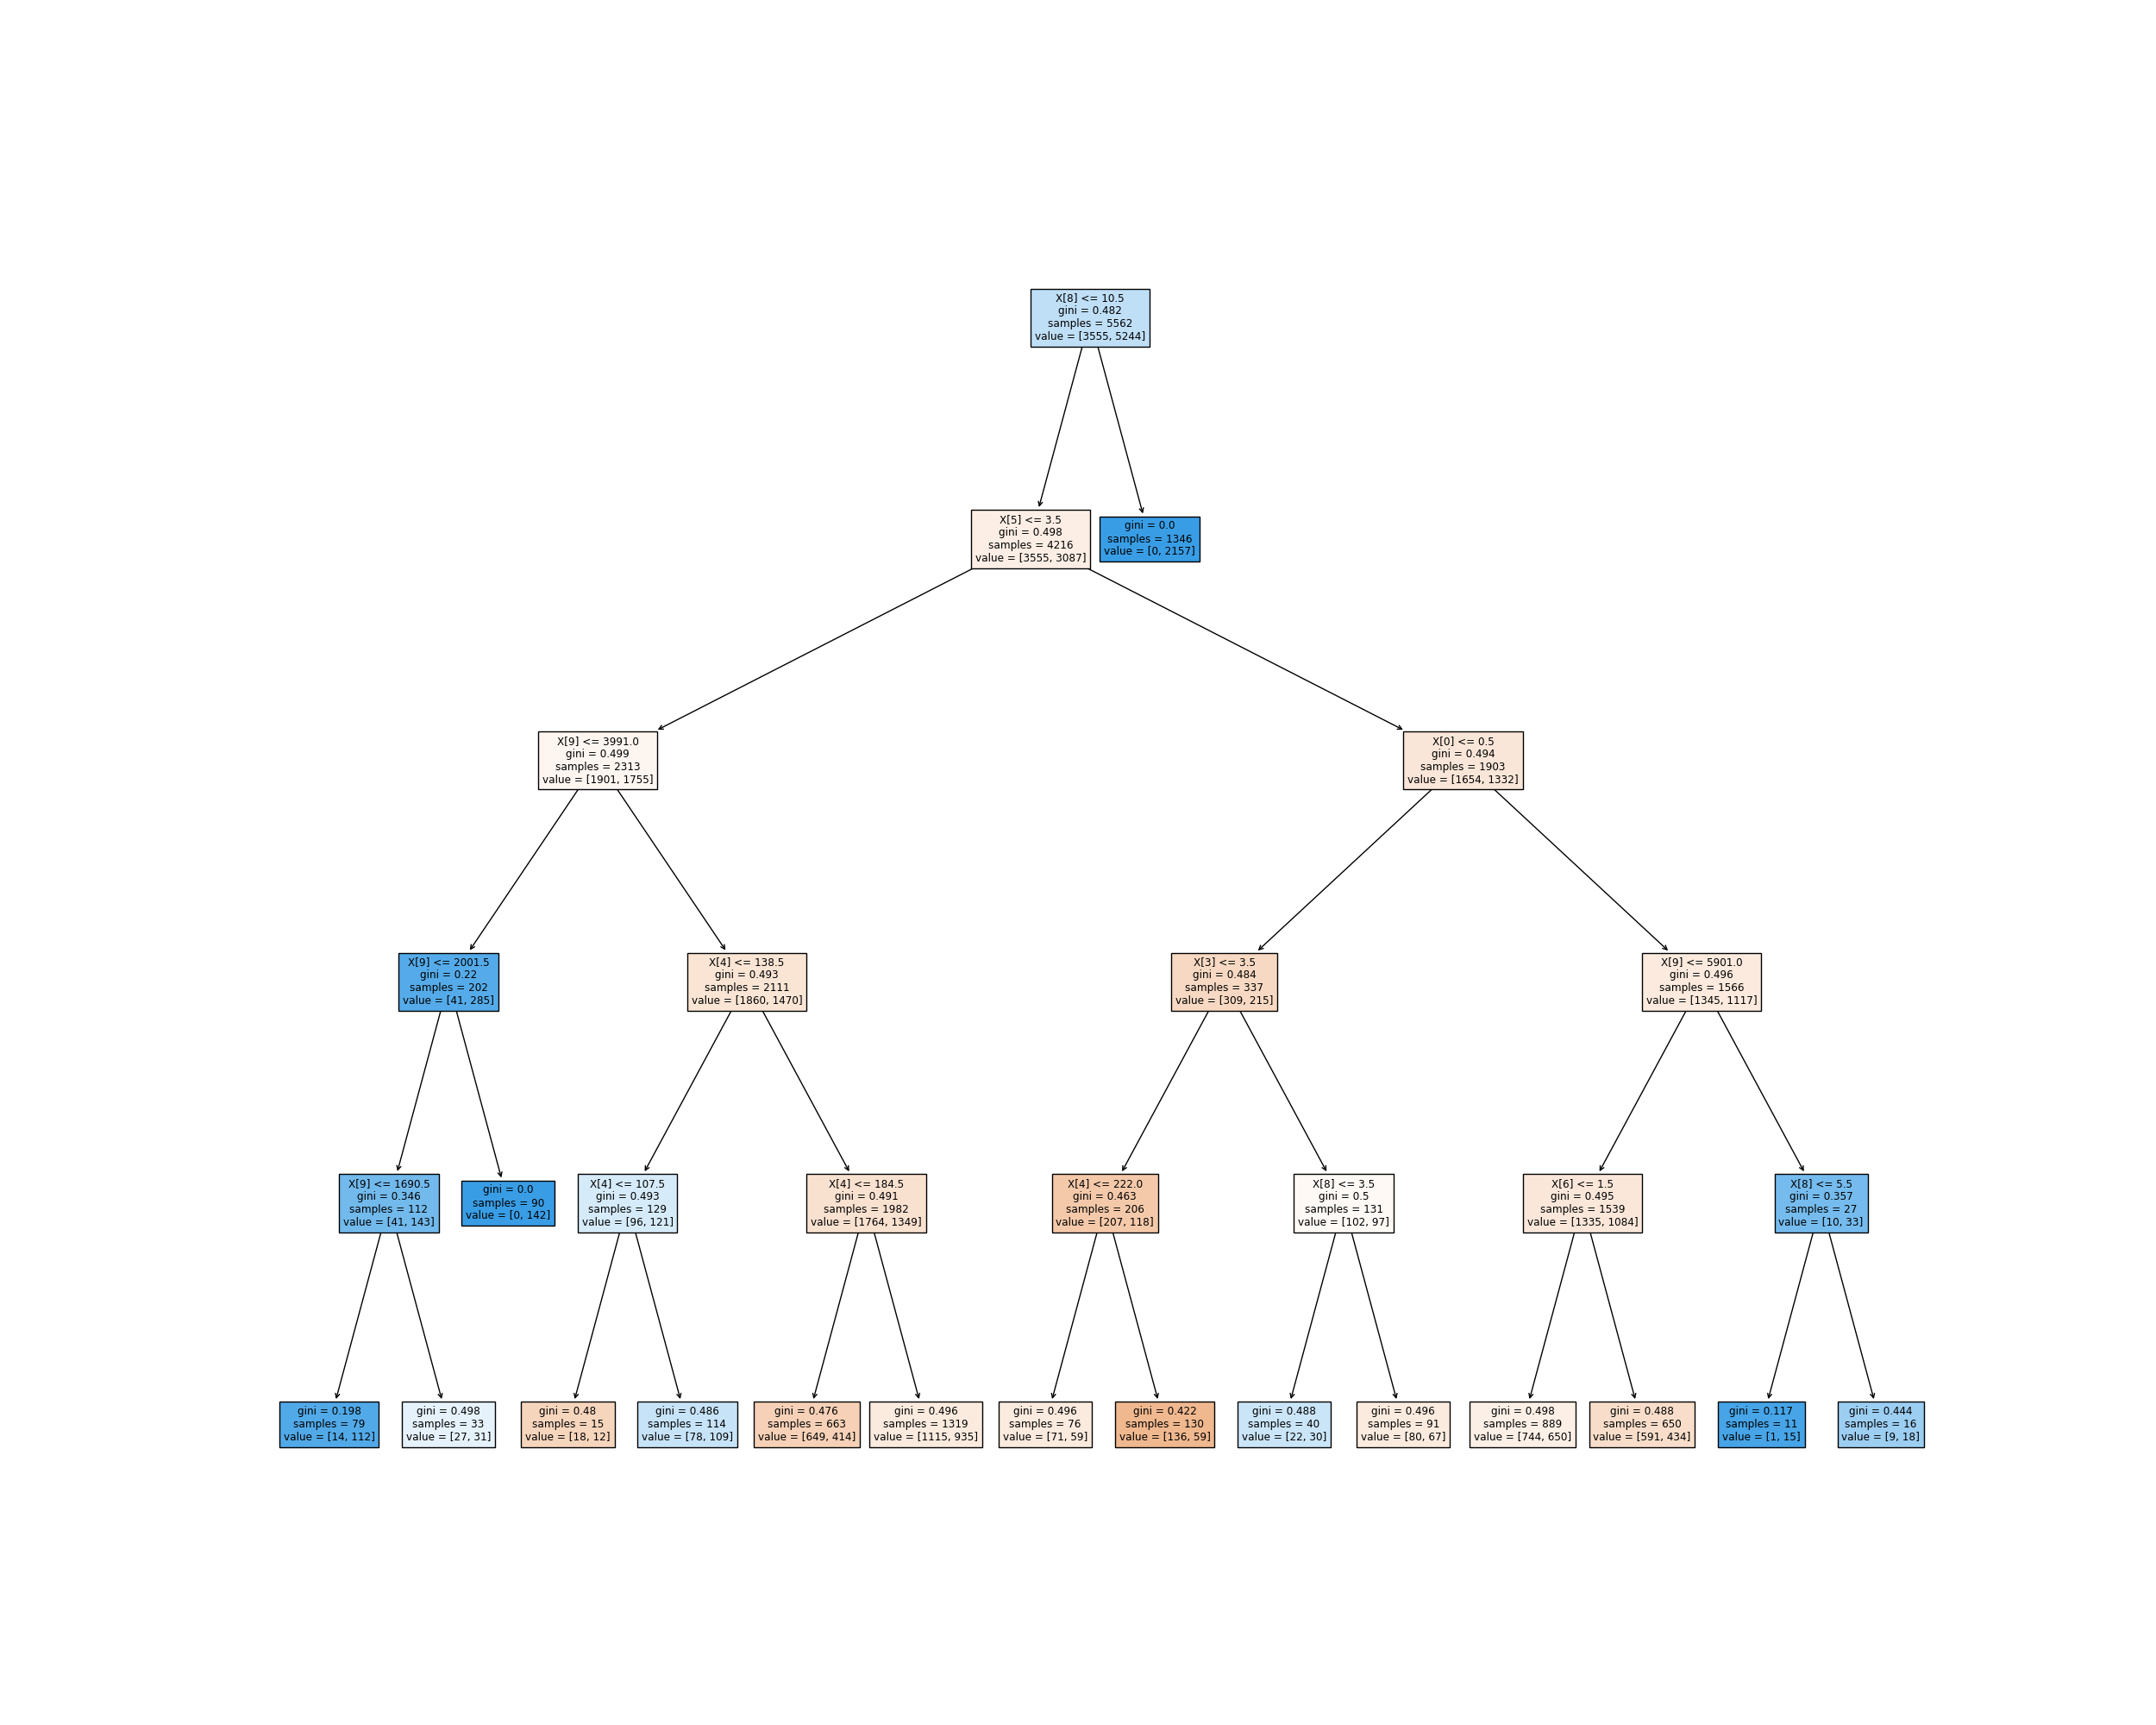 X[8] <= 10.5
gini = 0.482
samples = 5562
value = [3555, 5244]
X[5] <= 3.5
gini = 0.498
samples = 4216
value = [3555, 3087]
gini = 0.0
samples = 1346
value = [0, 2157]
X[9] <= 3991.0
gini = 0.499
samples = 2313
value = [1901, 1755]
X[0] <= 0.5
gini = 0.494
samples = 1903
value = [1654, 1332]
X[9] <= 2001.5
gini = 0.22
samples = 202
value = [41, 285]
X[4] <= 138.5
gini = 0.493
samples = 2111
value = [1860, 1470]
X[3] <= 3.5
gini = 0.484
samples = 337
value = [309, 215]
X[9] <= 5901.0
gini = 0.496
samples = 1566
value = [1345, 1117]
X[9] <= 1690.5
gini = 0.346
samples = 112
value = [41, 143]
gini = 0.0
samples = 90
value = [0, 142]
X[4] <= 107.5
gini = 0.493
samples = 129
value = [96, 121]
X[4] <= 184.5
gini = 0.491
samples = 1982
value = [1764, 1349]
X[4] <= 222.0
gini = 0.463
samples = 206
value = [207, 118]
X[8] <= 3.5
gini = 0.5
samples = 131
value = [102, 97]
X[6] <= 1.5
gini = 0.495
samples = 1539
value = [1335, 1084]
X[8] <= 5.5
gini = 0.357
samples = 27
value = [10, 33]
gini = 0.198
samples = 79
value = [14, 112]
gini = 0.498
samples = 33
value = [27, 31]
gini = 0.48
samples = 15
value = [18, 12]
gini = 0.486
samples = 114
value = [78, 109]
gini = 0.476
samples = 663
value = [649, 414]
gini = 0.496
samples = 1319
value = [1115, 935]
gini = 0.496
samples = 76
value = [71, 59]
gini = 0.422
samples = 130
value = [136, 59]
gini = 0.488
samples = 40
value = [22, 30]
gini = 0.496
samples = 91
value = [80, 67]
gini = 0.498
samples = 889
value = [744, 650]
gini = 0.488
samples = 650
value = [591, 434]
gini = 0.117
samples = 11
value = [1, 15]
gini = 0.444
samples = 16
value = [9, 18]